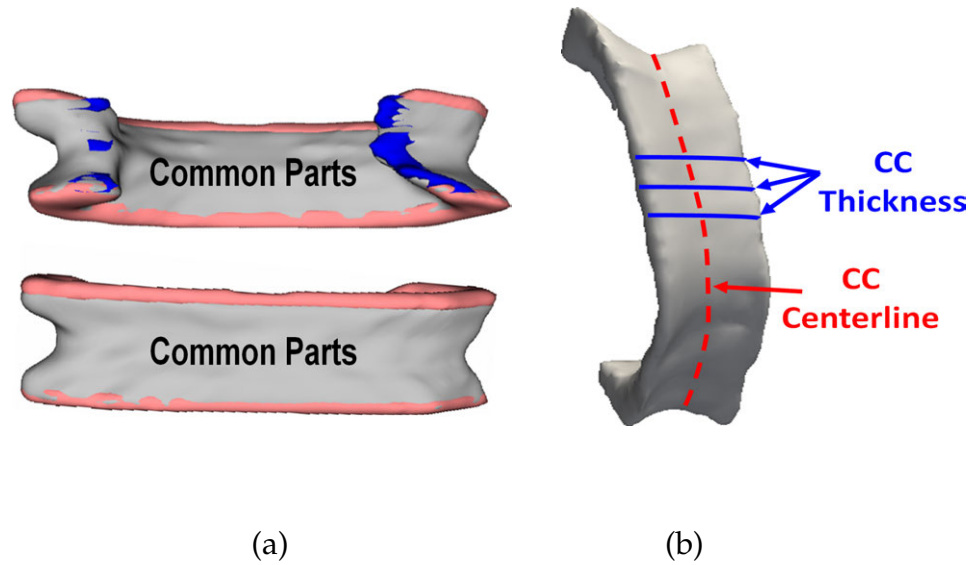 Common Parts
Common Parts
CC
Thickness
CC
Centerline
(a)
(b)